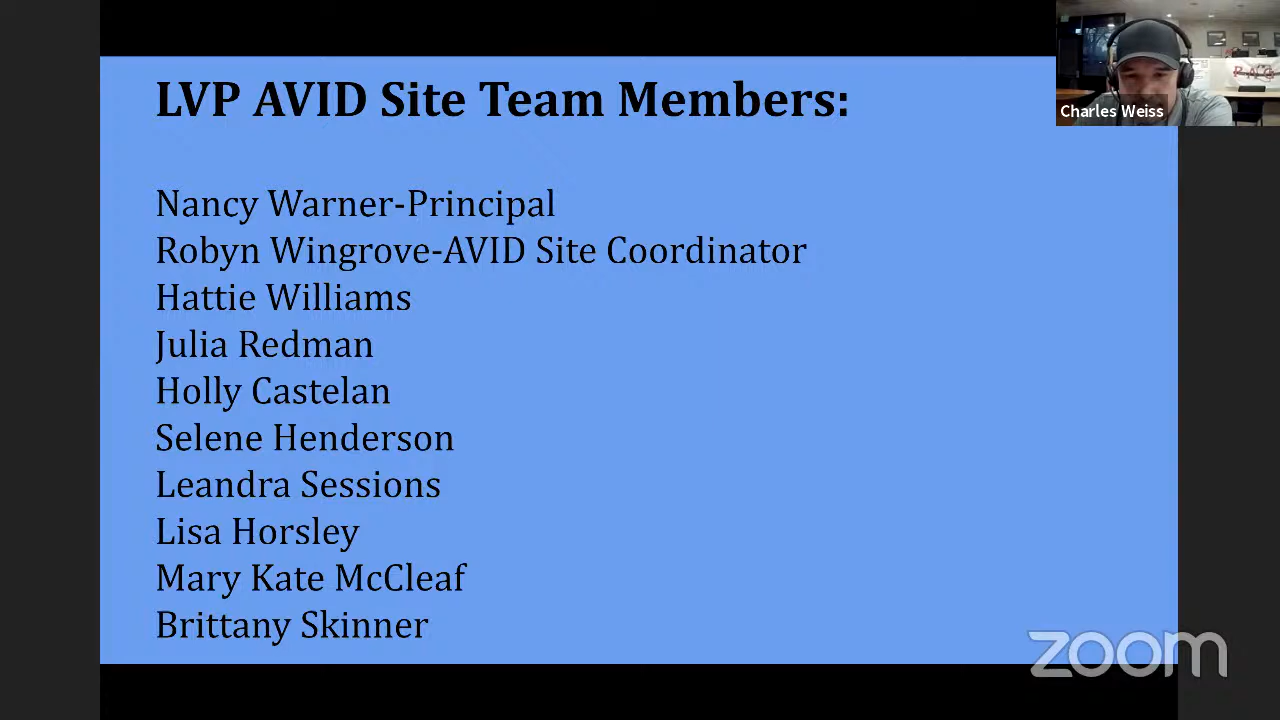 LVP AVID Site Team Members:
Charles Weiss
Nancy Warner-Principal
Robyn Wingrove-AVID Site Coordinator
Hattie Williams
Julia Redman
Holly Castelan
Selene Henderson
Leandra Sessions
Lisa Horsley
Mary Kate McCleaf
Brittany Skinner
zoom